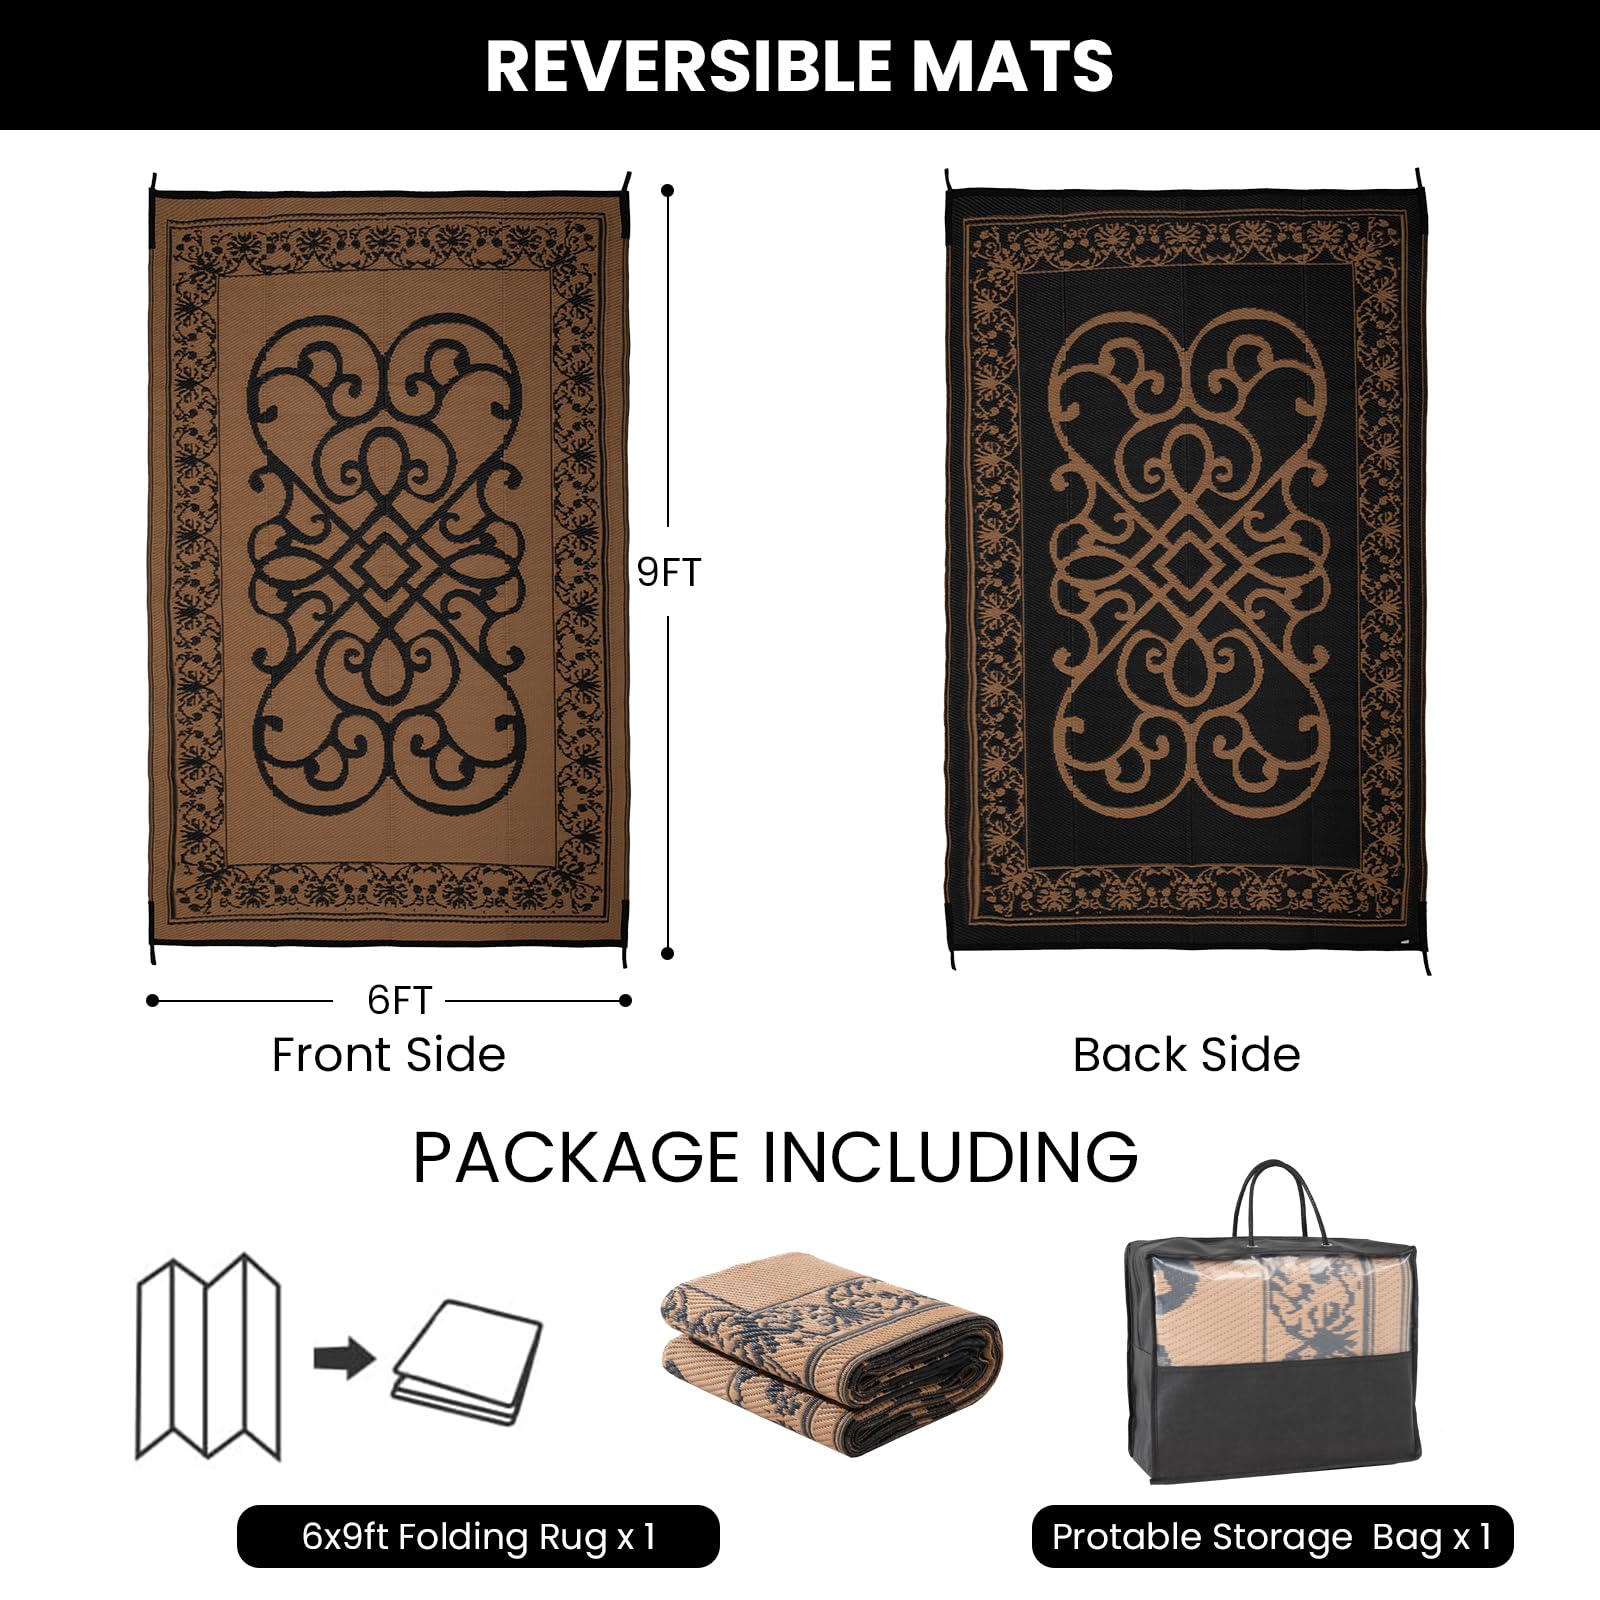 REVERSIBLE MATS
9FT
6FT
Front Side
Back Side
PACKAGE INCLUDING
6x9ft Folding Rug x 1
Protable Storage Bag x 1